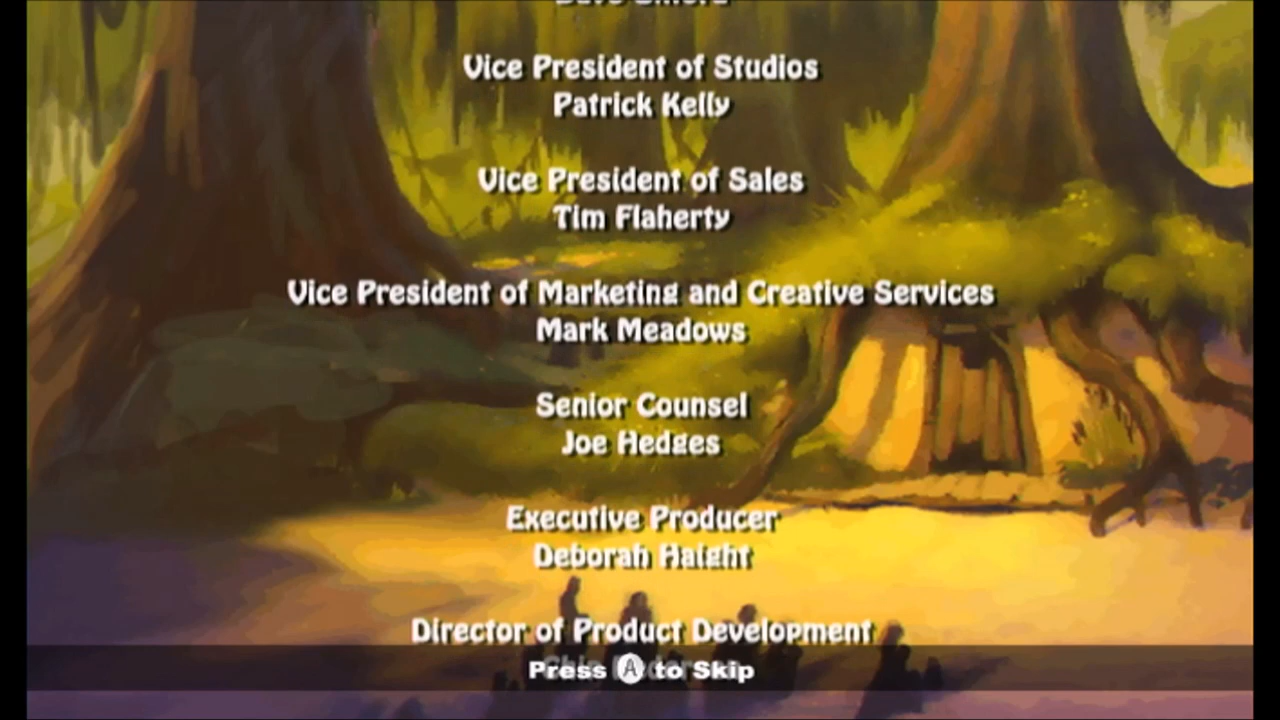 Vice President of Studios
Patrick Kelly
Vice President of Sales
Tim Flaherty
Vice President of Marketing and Creative Services
Mark Meadows
Senior Counsel
Joe Hedges
Executive Producer
Deborah Haight
Director of Product Development
Press A to Skip